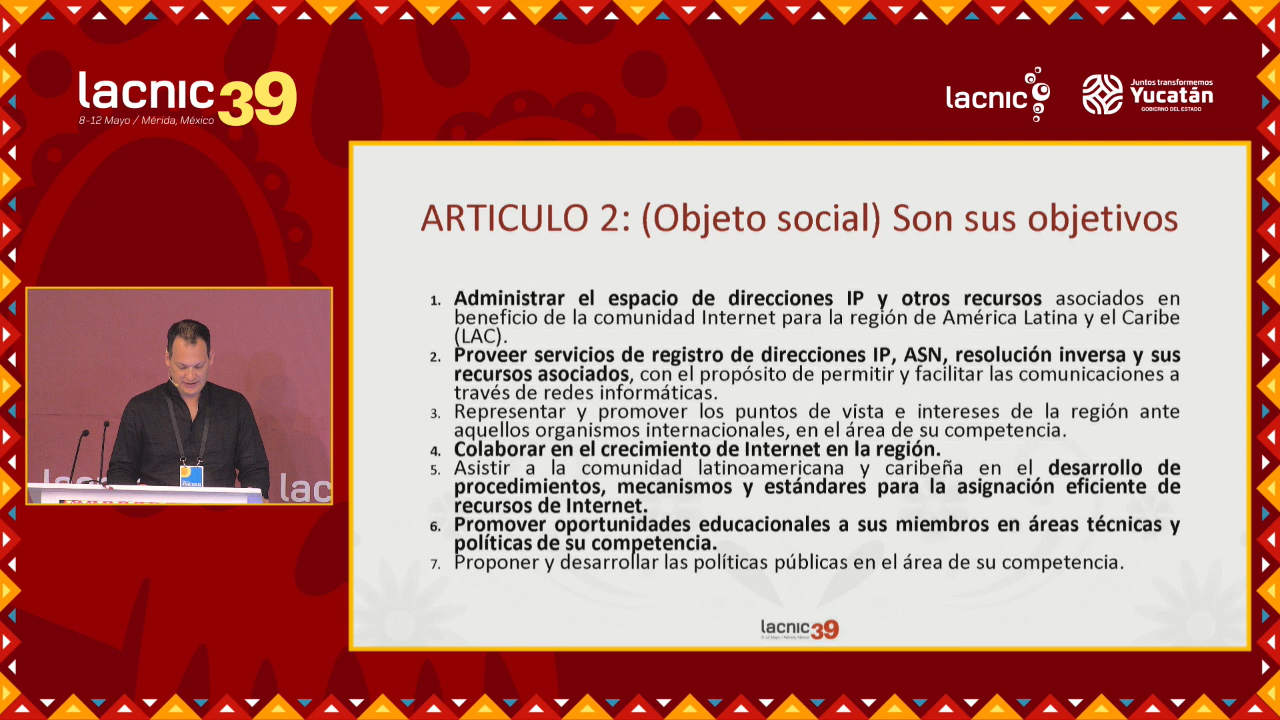 lacnic39
8-12 Mayo / Mérida, México
lacnic
Juntos transformemos
Yucatán
GOBIERNO DEL ESTADO
ARTICULO 2: (Objeto social) Son sus objetivos
1. Administrar el espacio de direcciones IP y otros recursos asociados en
beneficio de la comunidad Internet para la región de América Latina y el Caribe
(LAC).
2. Proveer servicios de registro de direcciones IP, ASN, resolución inversa y sus
recursos asociados, con el propósito de permitir y facilitar las comunicaciones a
través de redes informáticas.
3. Representar y promover los puntos de vista e intereses de la región ante
aquellos organismos internacionales, en el área de su competencia.
4. Colaborar en el crecimiento de Internet en la región.
5. Asistir a la comunidad latinoamericana y caribeña en el desarrollo de
procedimientos, mecanismos y estándares para la asignación eficiente de
recursos de Internet.
6. Promover oportunidades educacionales a sus miembros en áreas técnicas y
políticas de su competencia.
7. Proponer y desarrollar las políticas públicas en el área de su competencia.
lacnic39
8-12 Mayo / Mérida, México
lac